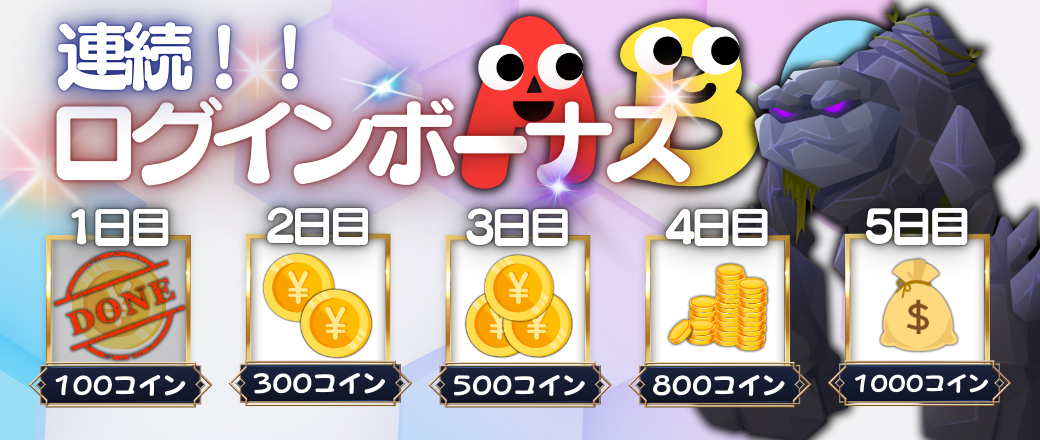 連続！！
ログインボーナス
A B
1日目 2日目 3日目 4日目 5日目
DONE ¥ ¥ ¥ ¥ ¥ $
100コイン 300コイン 500コイン 800コイン 1000コイン